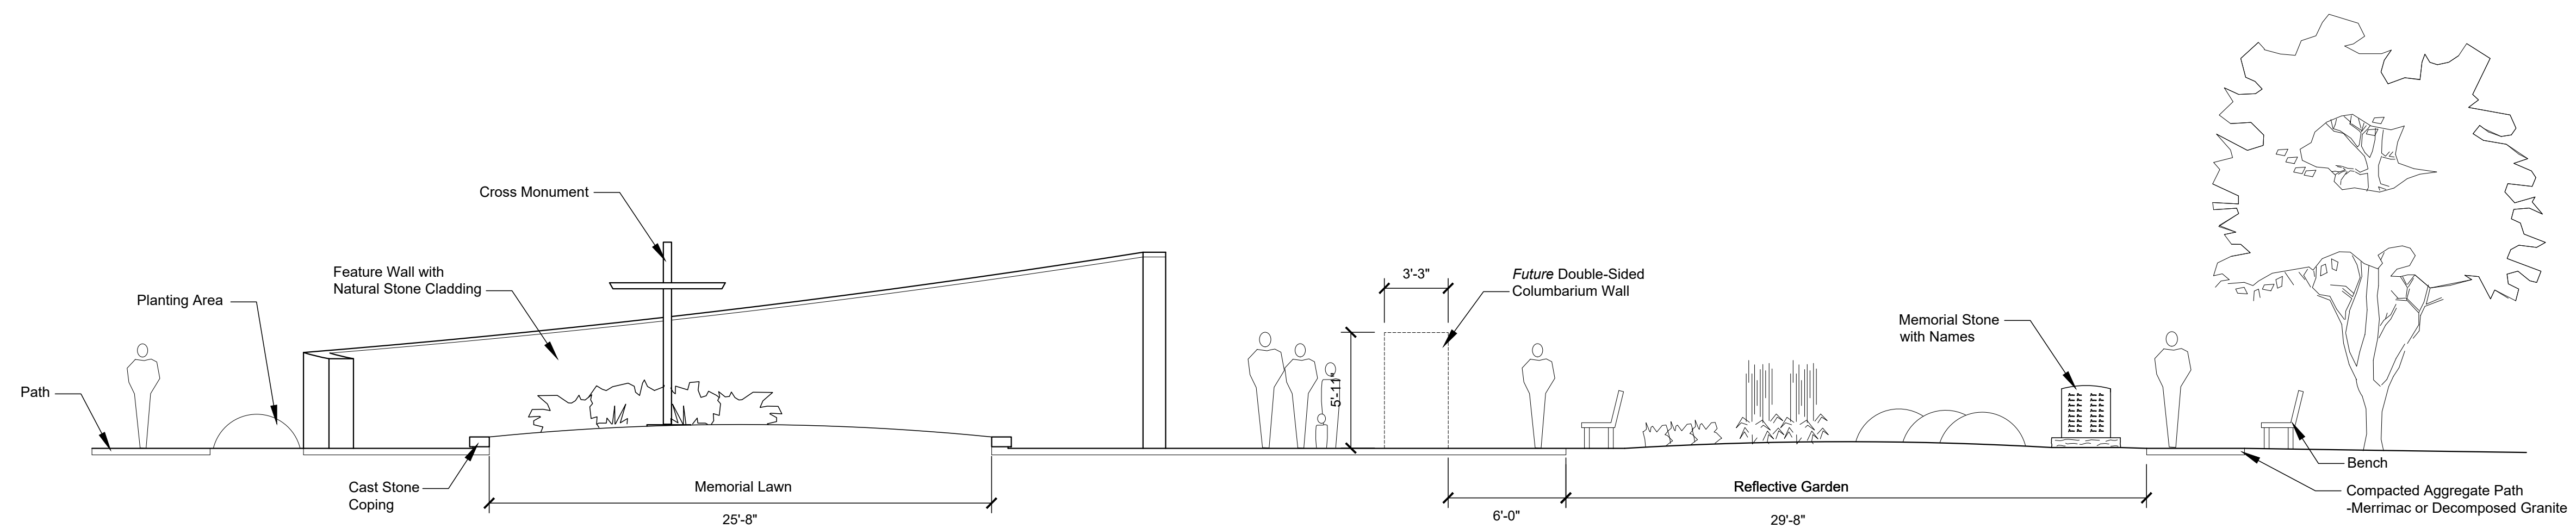 Cross Monument
Feature Wall with
Natural Stone Cladding
Planting Area
Path
Cast Stone
Coping
Memorial Lawn
25'-8"
3'-3"
5'-11"
Future Double-Sided
Columbarium Wall
6'-0"
Reflective Garden
29'-8"
Memorial Stone
with Names
Bench
Compacted Aggregate Path
-Merrimac or Decomposed Granite